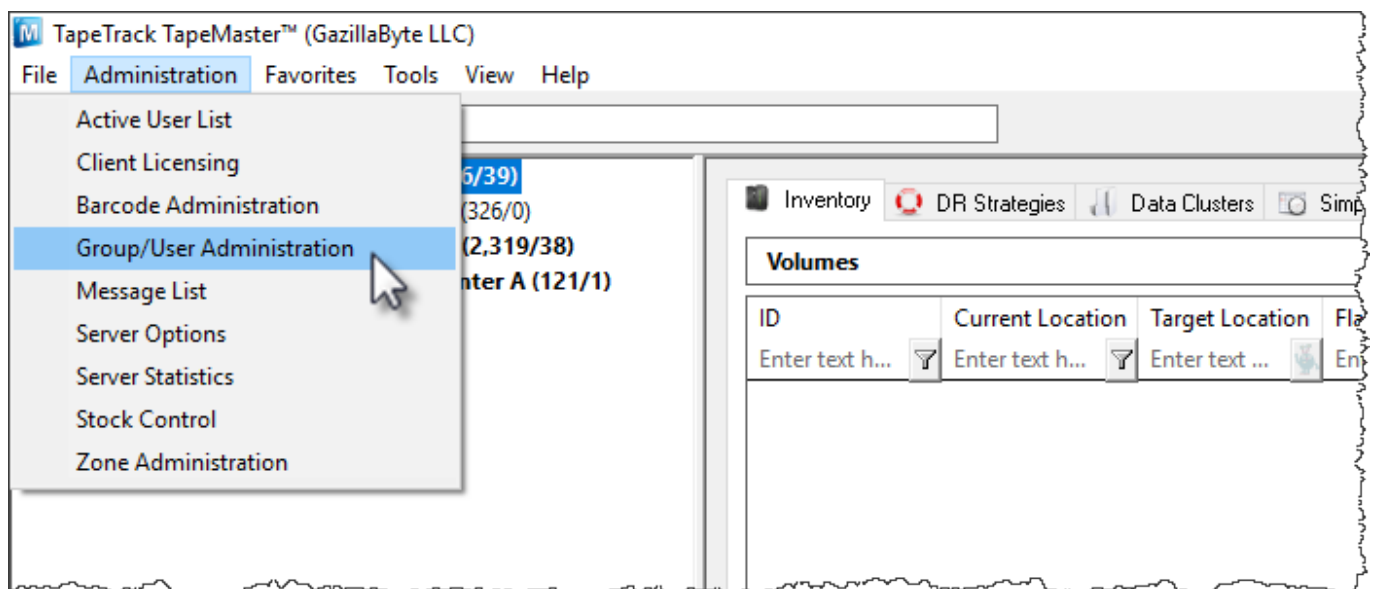 TapeTrack TapeMaster™ (GazillaByte LLC)
File Administration Favorites Tools View Help
Active User List
Client Licensing
Barcode Administration
Group/User Administration
Message List
Server Options
Server Statistics
Stock Control
Zone Administration
6/39)
(326/0)
(2,319/38)
nter A (121/1)
Inventory DR Strategies Data Clusters Simp
Volumes
ID Current Location Target Location Fla
Enter text h... Enter text h... Enter text ... En